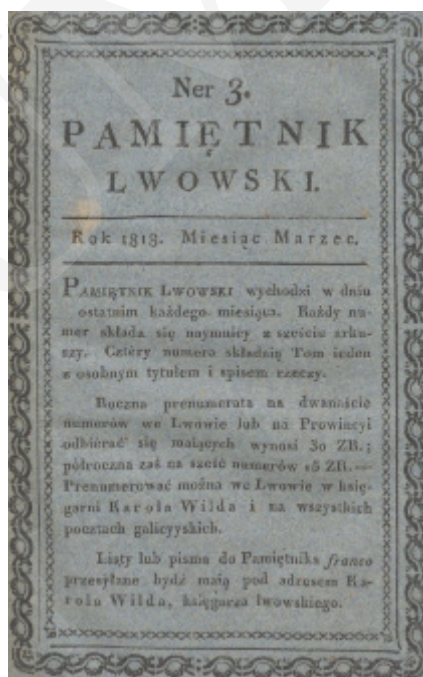 Ner 3.
PAMIĘTNIK
LWOWSKI.
Rok 1818. Miesiąc Marzec.
PAMIĘTNIK LWOWSKI wychodzi w dniu
ostatnim każdego miesiąca. Każdy nu-
mer składa się naymniey z sześciu arku-
szy. Cztéry numera składaią Tom ieden
z osobnym tytułem i spisem rzeczy.
Roczna prenumerata na dwanaście
numerów we Lwowie lub na Prowincyi
odbiérać się maiących wynosi 30 ZR.;
półroczna zaś na sześć numerów 15 ZR.—
Prenumerować można we Lwowie w księ-
garni Karola Wilda i na wszystkich
pocztach galicyyskich.
Listy lub pisma do Pamiętnika franco
przesyłane bydź maią pod adresem Ka-
rola Wilda, księgarza lwowskiego.